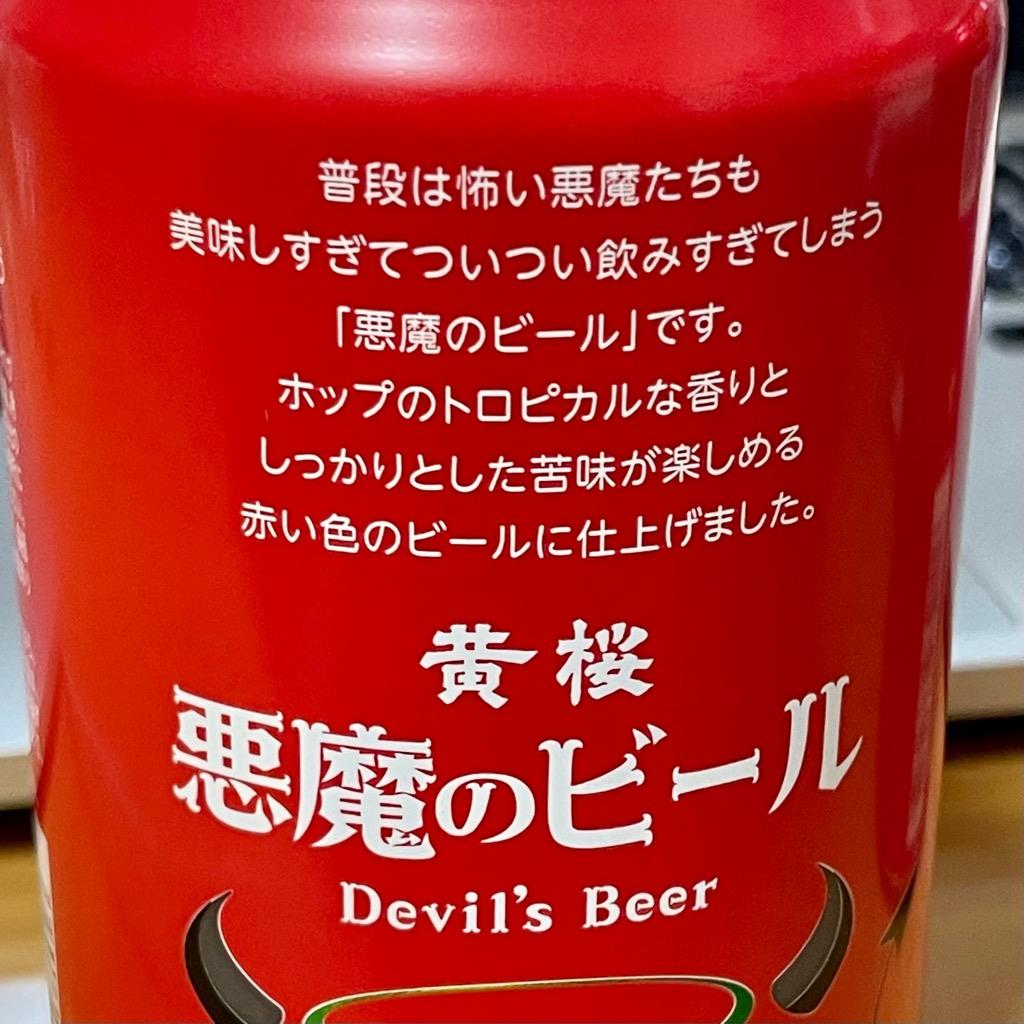 普段は怖い悪魔たちも
美味しすぎてついつい飲みすぎてしまう
「悪魔のビール」です。
ホップのトロピカルな香りと
しっかりとした苦味が楽しめる
赤い色のビールに仕上げました。
黄桜
悪魔のビール
Devil's Beer